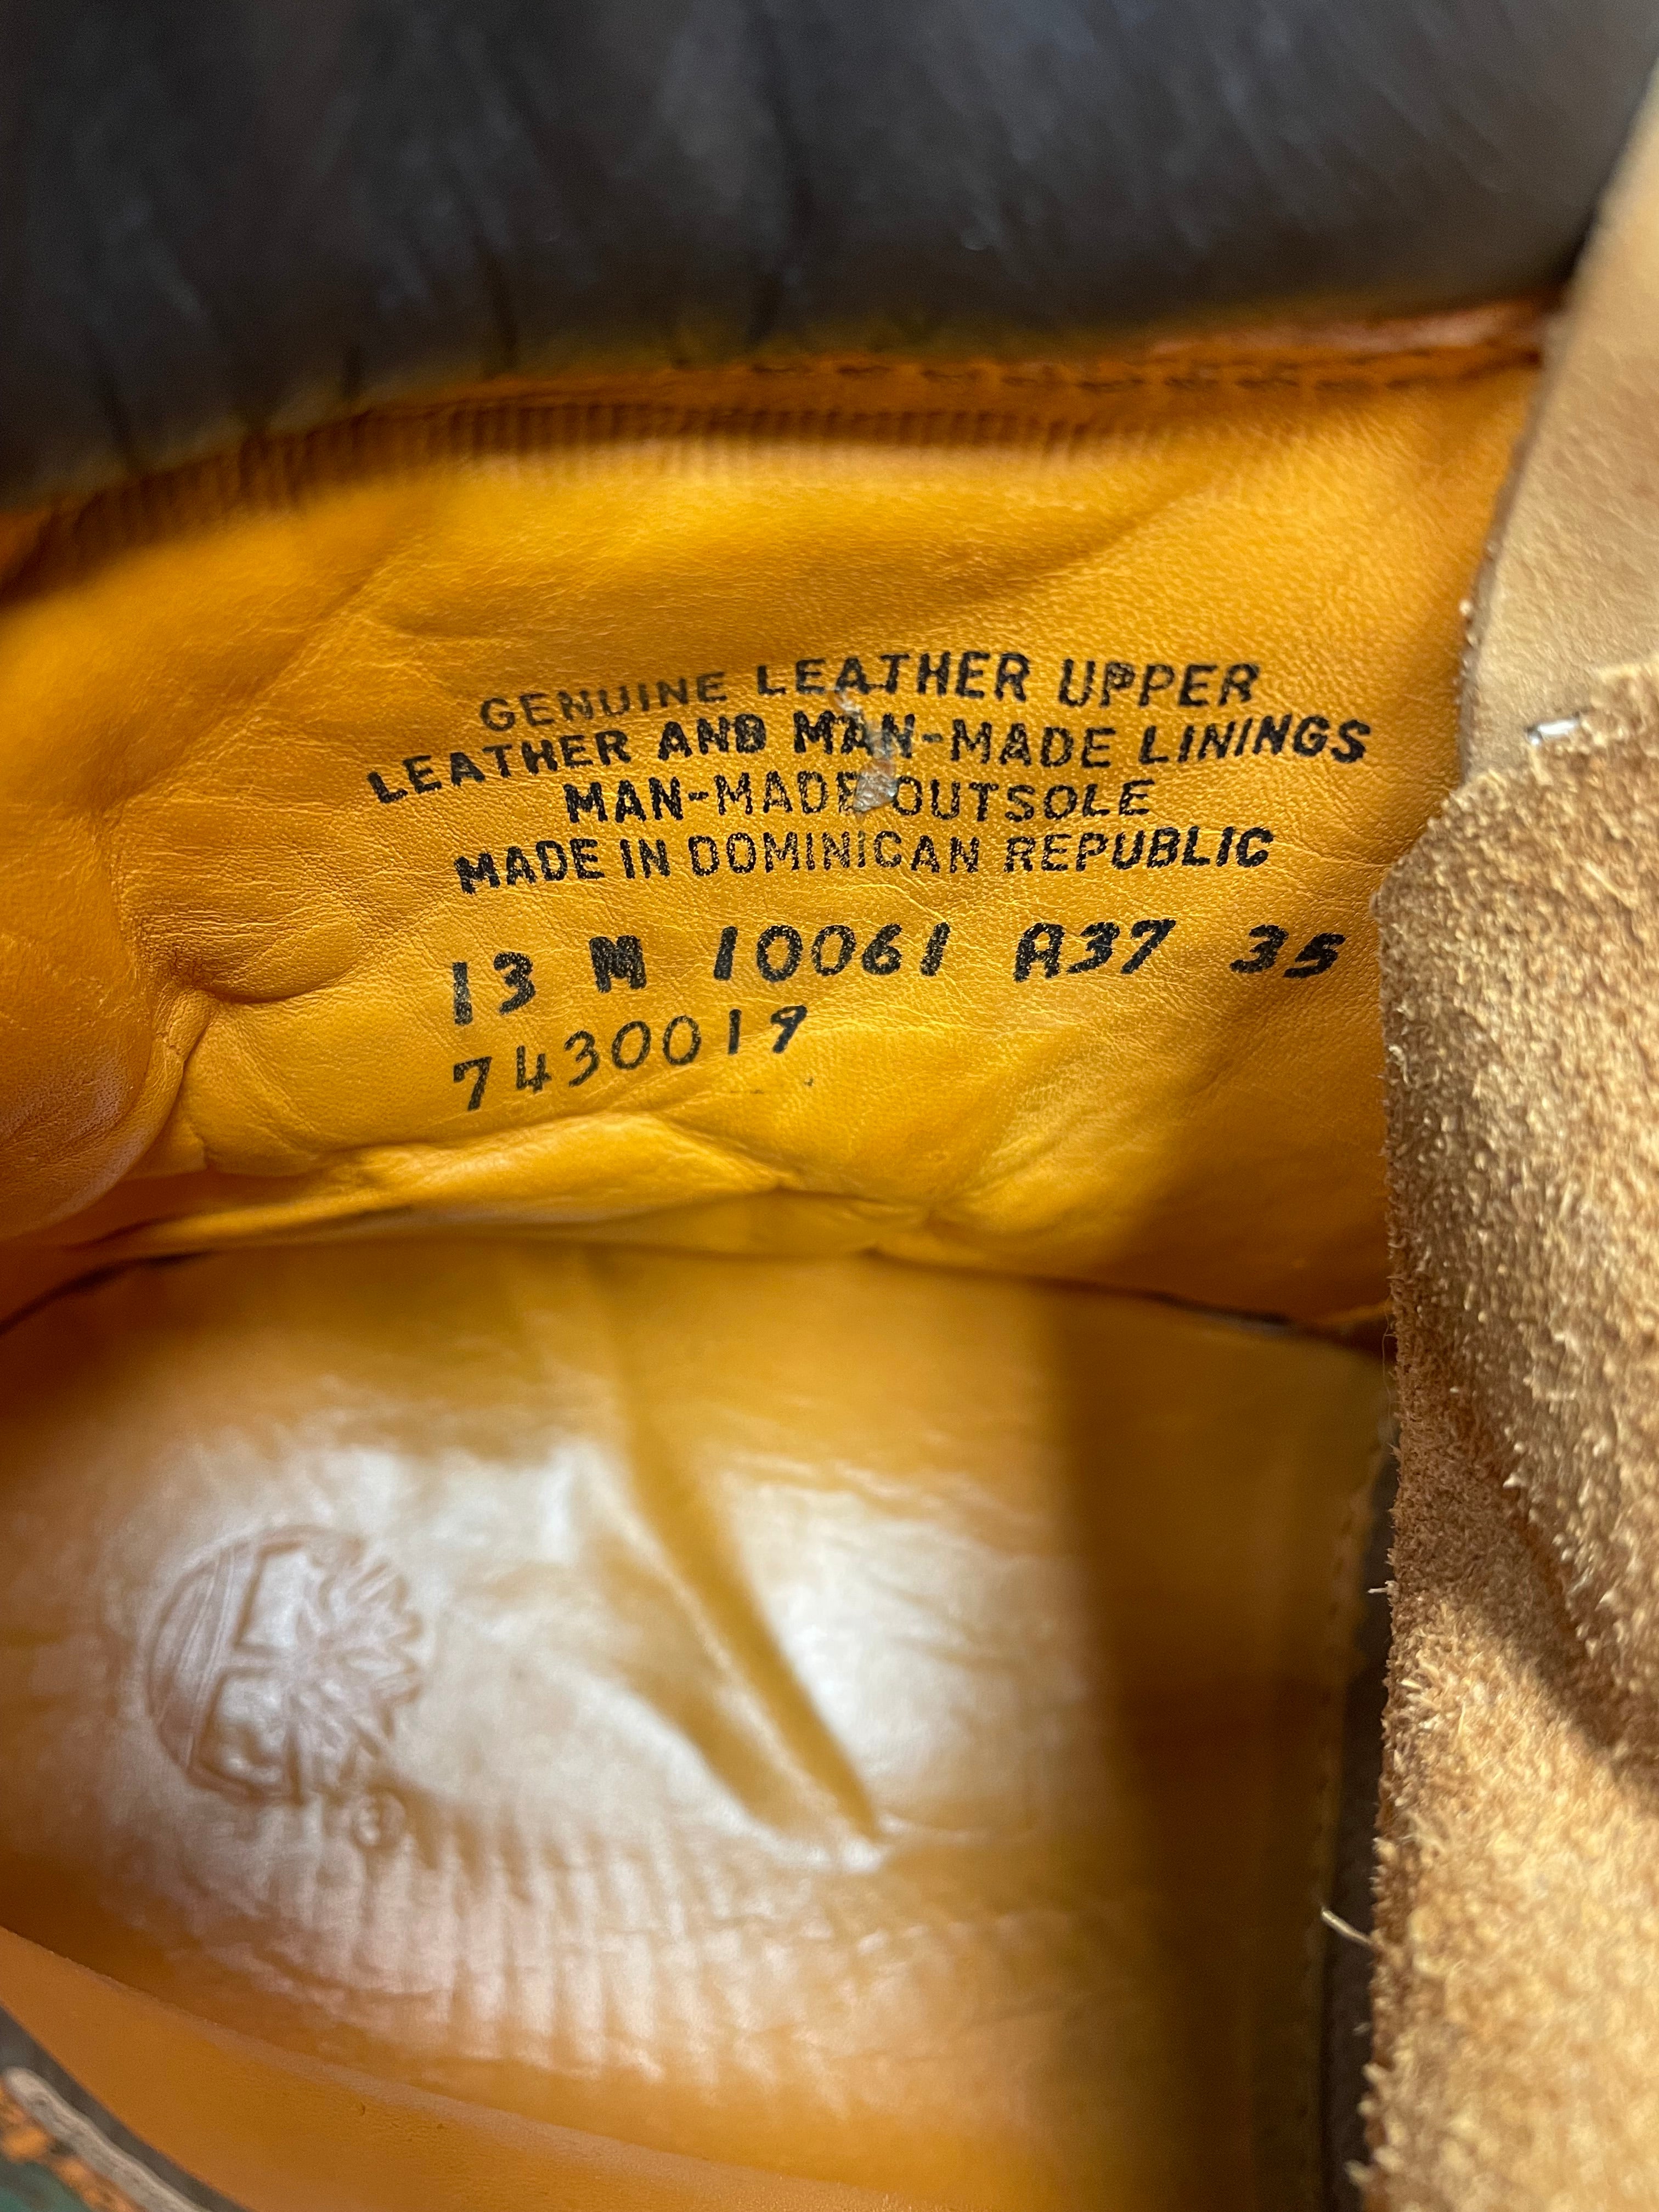 GENUINE LEATHER UPPER
LEATHER AND MAN-MADE LININGS
MAN-MADE OUTSOLE
MADE IN DOMINICAN REPUBLIC
13 M 10061 A37 35
7430019
®